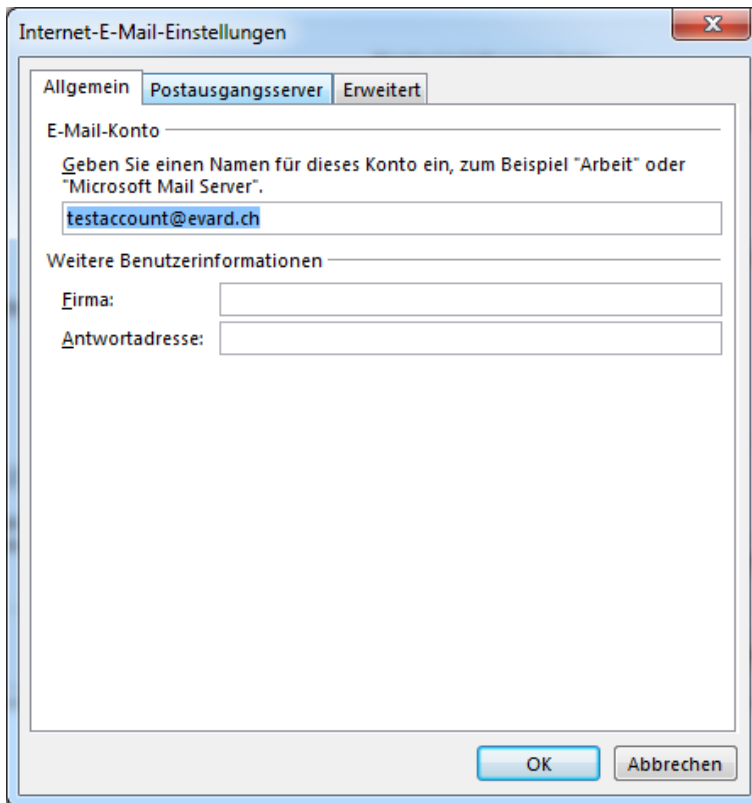 Internet-E-Mail-Einstellungen
Allgemein Postausgangsserver Erweitert
E-Mail-Konto
Geben Sie einen Namen für dieses Konto ein, zum Beispiel "Arbeit" oder
"Microsoft Mail Server".
testaccount@evard.ch
Weitere Benutzerinformationen
Firma:
Antwortadresse:
OK Abbrechen